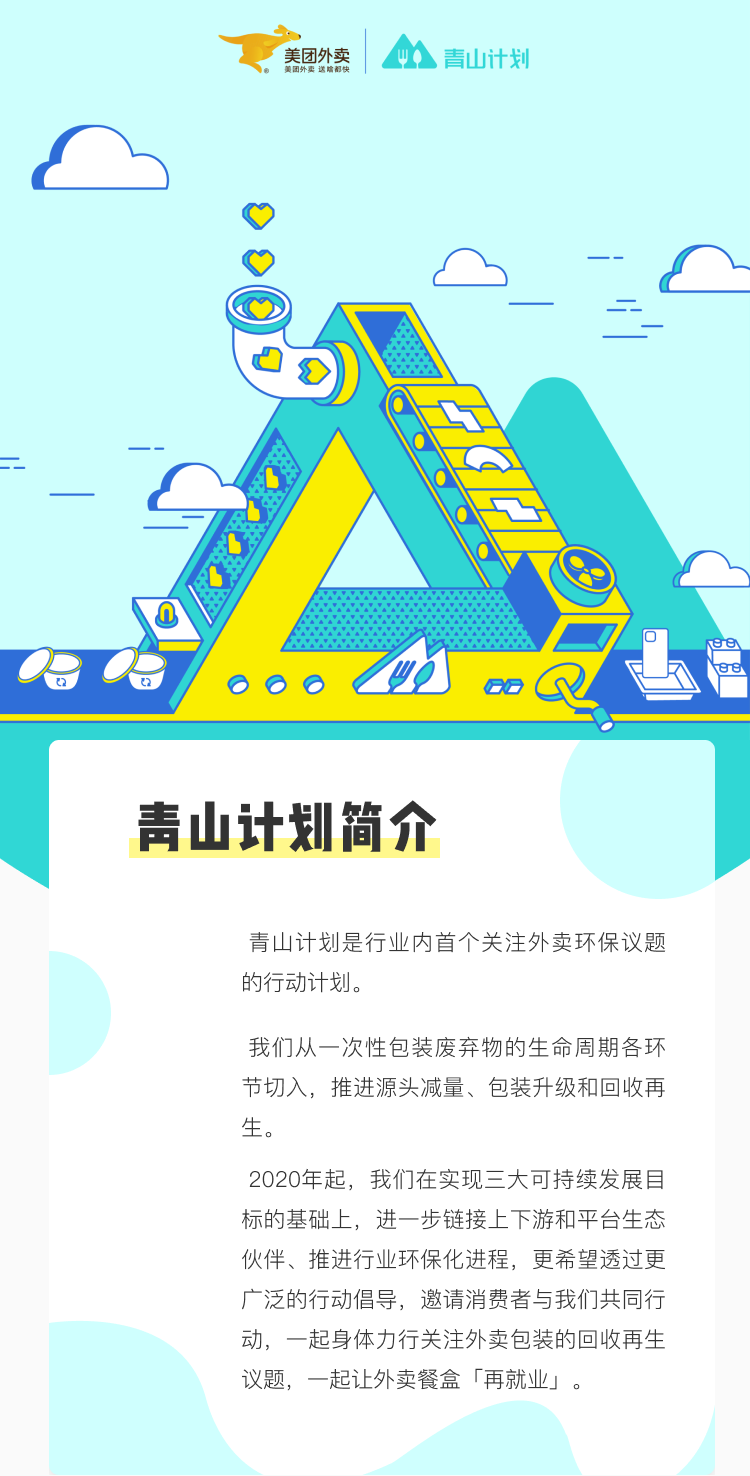 美团外卖
美团外卖 送啥都快
青山计划
青山计划简介
青山计划是行业内首个关注外卖环保议题
的行动计划。
我们从一次性包装废弃物的生命周期各环
节切入，推进源头减量、包装升级和回收再
生。
2020年起，我们在实现三大可持续发展目
标的基础上，进一步链接上下游和平台生态
伙伴、推进行业环保化进程，更希望透过更
广泛的行动倡导，邀请消费者与我们共同行
动，一起身体力行关注外卖包装的回收再生
议题，一起让外卖餐盒「再就业」。